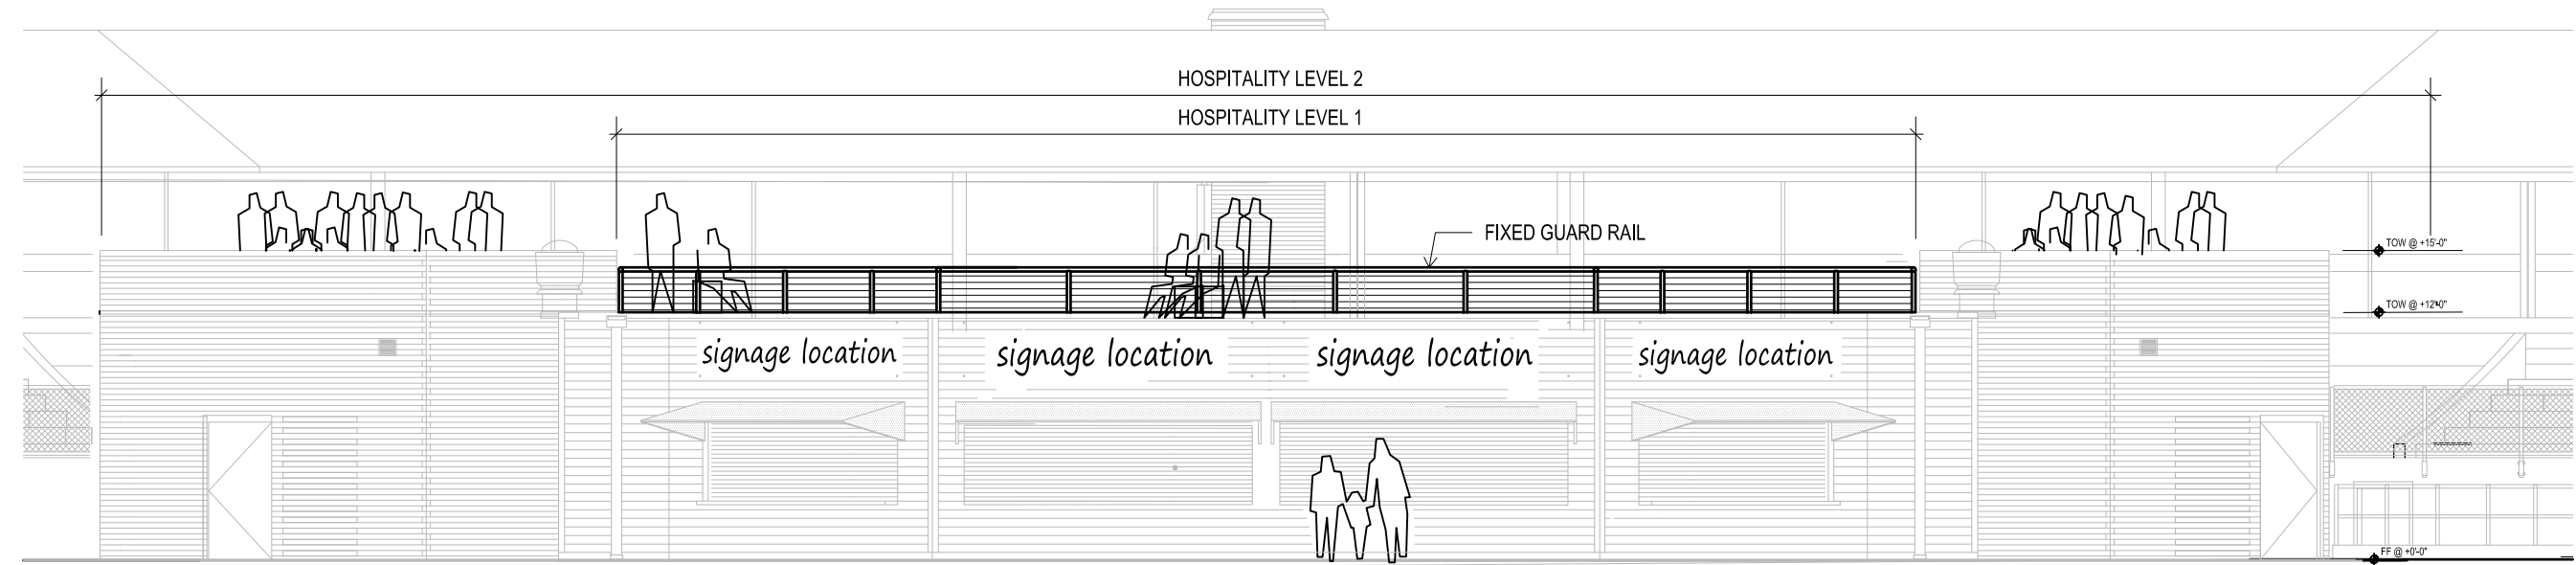 HOSPITALITY LEVEL 2
HOSPITALITY LEVEL 1
FIXED GUARD RAIL
TOW @ +15'-0"
TOW @ +12'-0"
signage location
signage location
signage location
signage location
FF @ +0'-0"